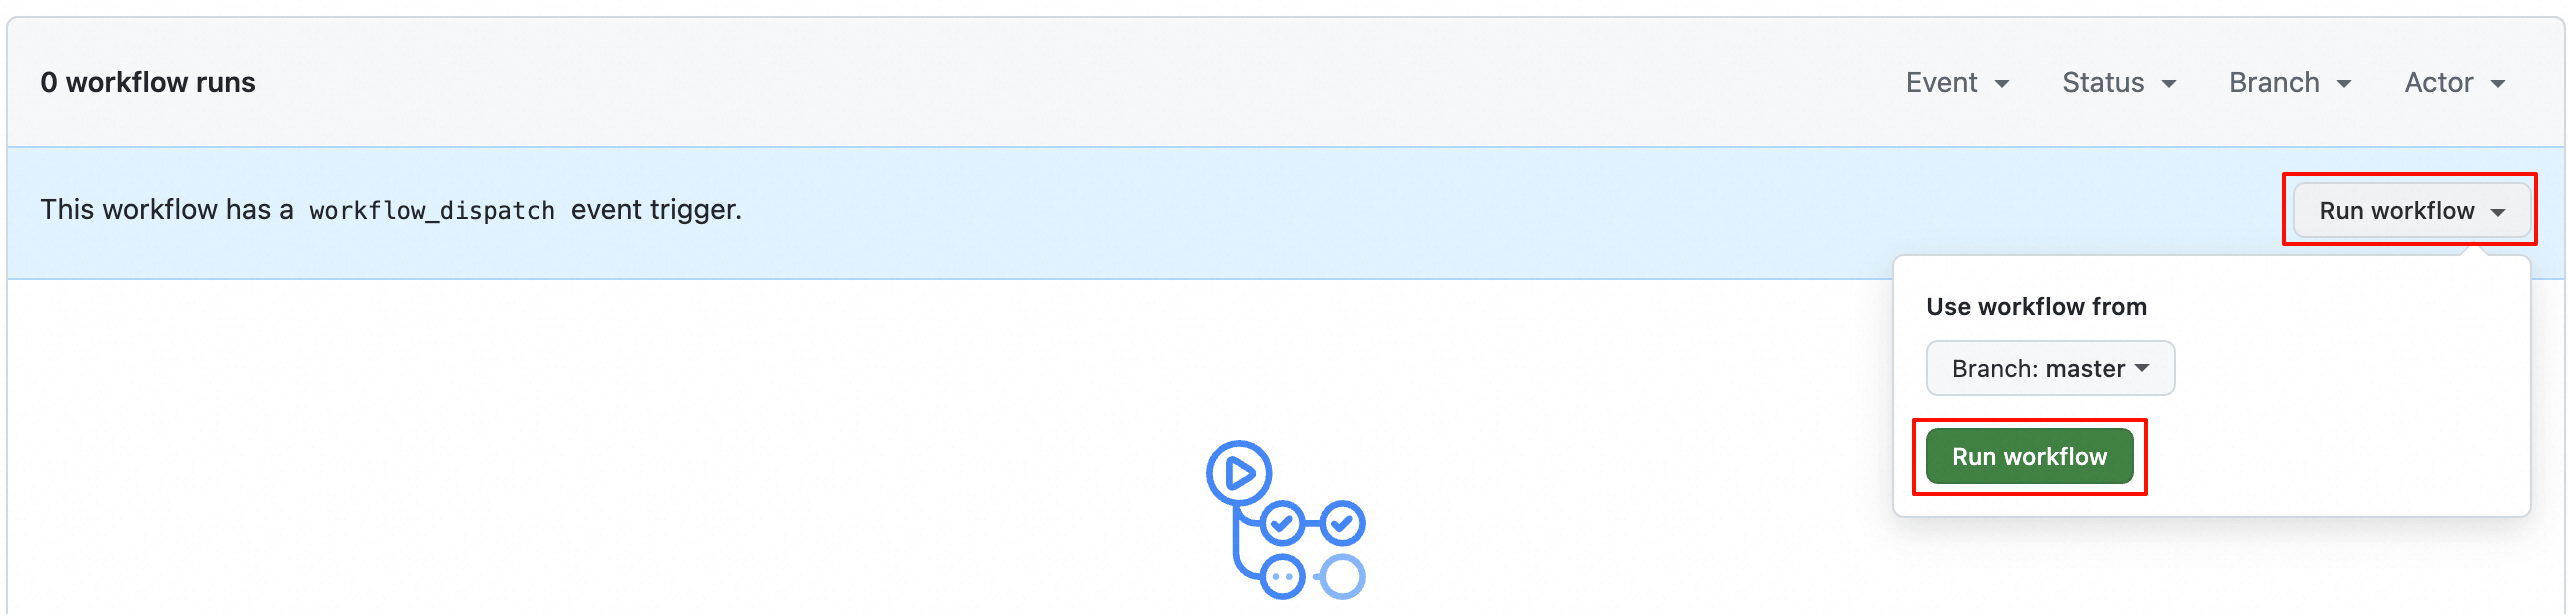 0 workflow runs
Event Status Branch Actor
This workflow has a workflow_dispatch event trigger.
Run workflow
Use workflow from
Branch: master
Run workflow